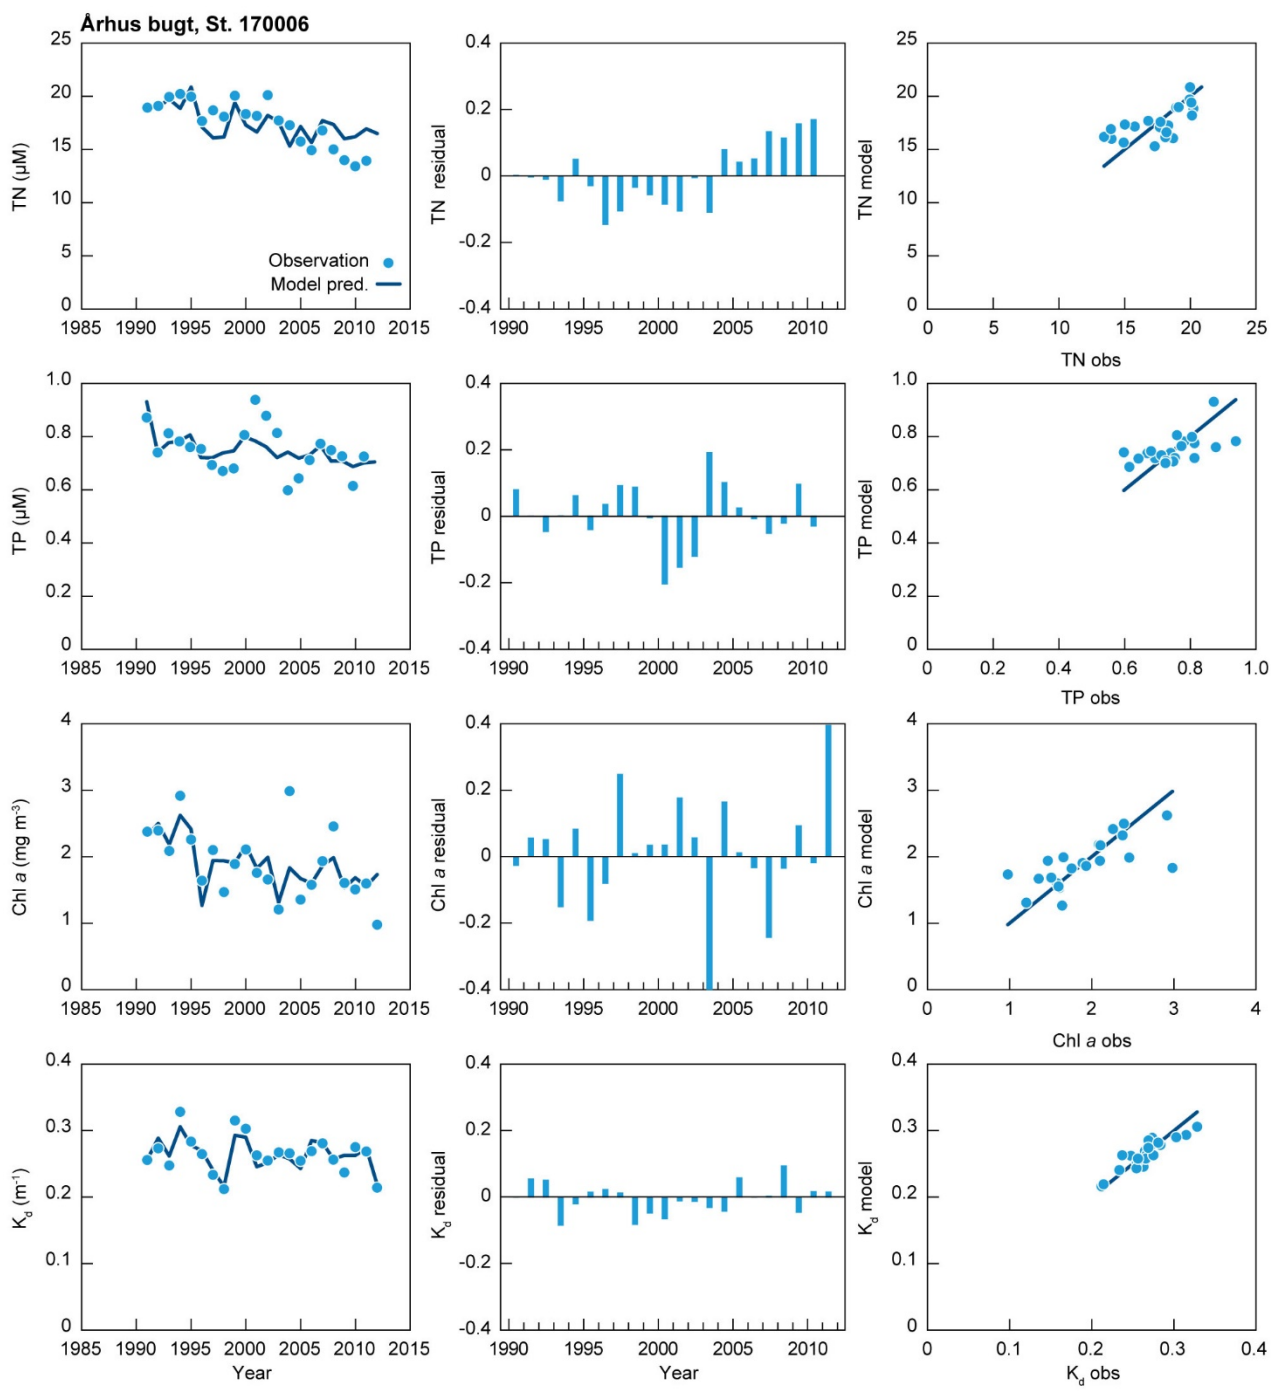 Århus bugt, St. 170006
25
20
15
10
5
0
TN (µM)
Observation
Model pred.
1985 1990 1995 2000 2005 2010 2015
0.4
0.2
0
-0.2
-0.4
TN residual
1990 1995 2000 2005 2010
25
20
15
10
5
0
TN model
0 5 10 15 20 25
TN obs
1.0
0.8
0.6
0.4
0.2
0
TP (µM)
1985 1990 1995 2000 2005 2010 2015
0.4
0.2
0
-0.2
-0.4
TP residual
1990 1995 2000 2005 2010
1.0
0.8
0.6
0.4
0.2
0
TP model
0 0.2 0.4 0.6 0.8 1.0
TP obs
4
3
2
1
0
Chl a (mg m⁻³)
1985 1990 1995 2000 2005 2010 2015
0.4
0.2
0
-0.2
-0.4
Chl a residual
1990 1995 2000 2005 2010
4
3
2
1
0
Chl a model
0 1 2 3 4
Chl a obs
0.4
0.3
0.2
0.1
0
K_d (m⁻¹)
1985 1990 1995 2000 2005 2010 2015
Year
0.4
0.2
0
-0.2
-0.4
K_d residual
1990 1995 2000 2005 2010
Year
0.4
0.3
0.2
0.1
0
K_d model
0 0.1 0.2 0.3 0.4
K_d obs